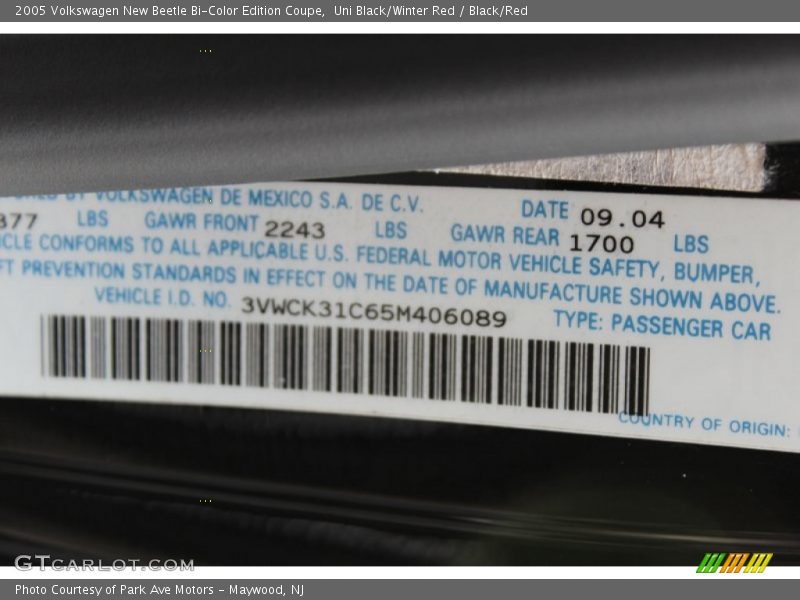 2005 Volkswagen New Beetle Bi-Color Edition Coupe,  Uni Black/Winter Red / Black/Red
BY VOLKSWAGEN DE MEXICO S.A. DE C.V. DATE 09.04
877 LBS GAWR FRONT 2243 LBS GAWR REAR 1700 LBS
ICLE CONFORMS TO ALL APPLICABLE U.S. FEDERAL MOTOR VEHICLE SAFETY, BUMPER,
FT PREVENTION STANDARDS IN EFFECT ON THE DATE OF MANUFACTURE SHOWN ABOVE.
VEHICLE I.D. NO. 3VWCK31C65M406089 TYPE: PASSENGER CAR
COUNTRY OF ORIGIN:
GTCARLOT.COM
Photo Courtesy of Park Ave Motors - Maywood, NJ